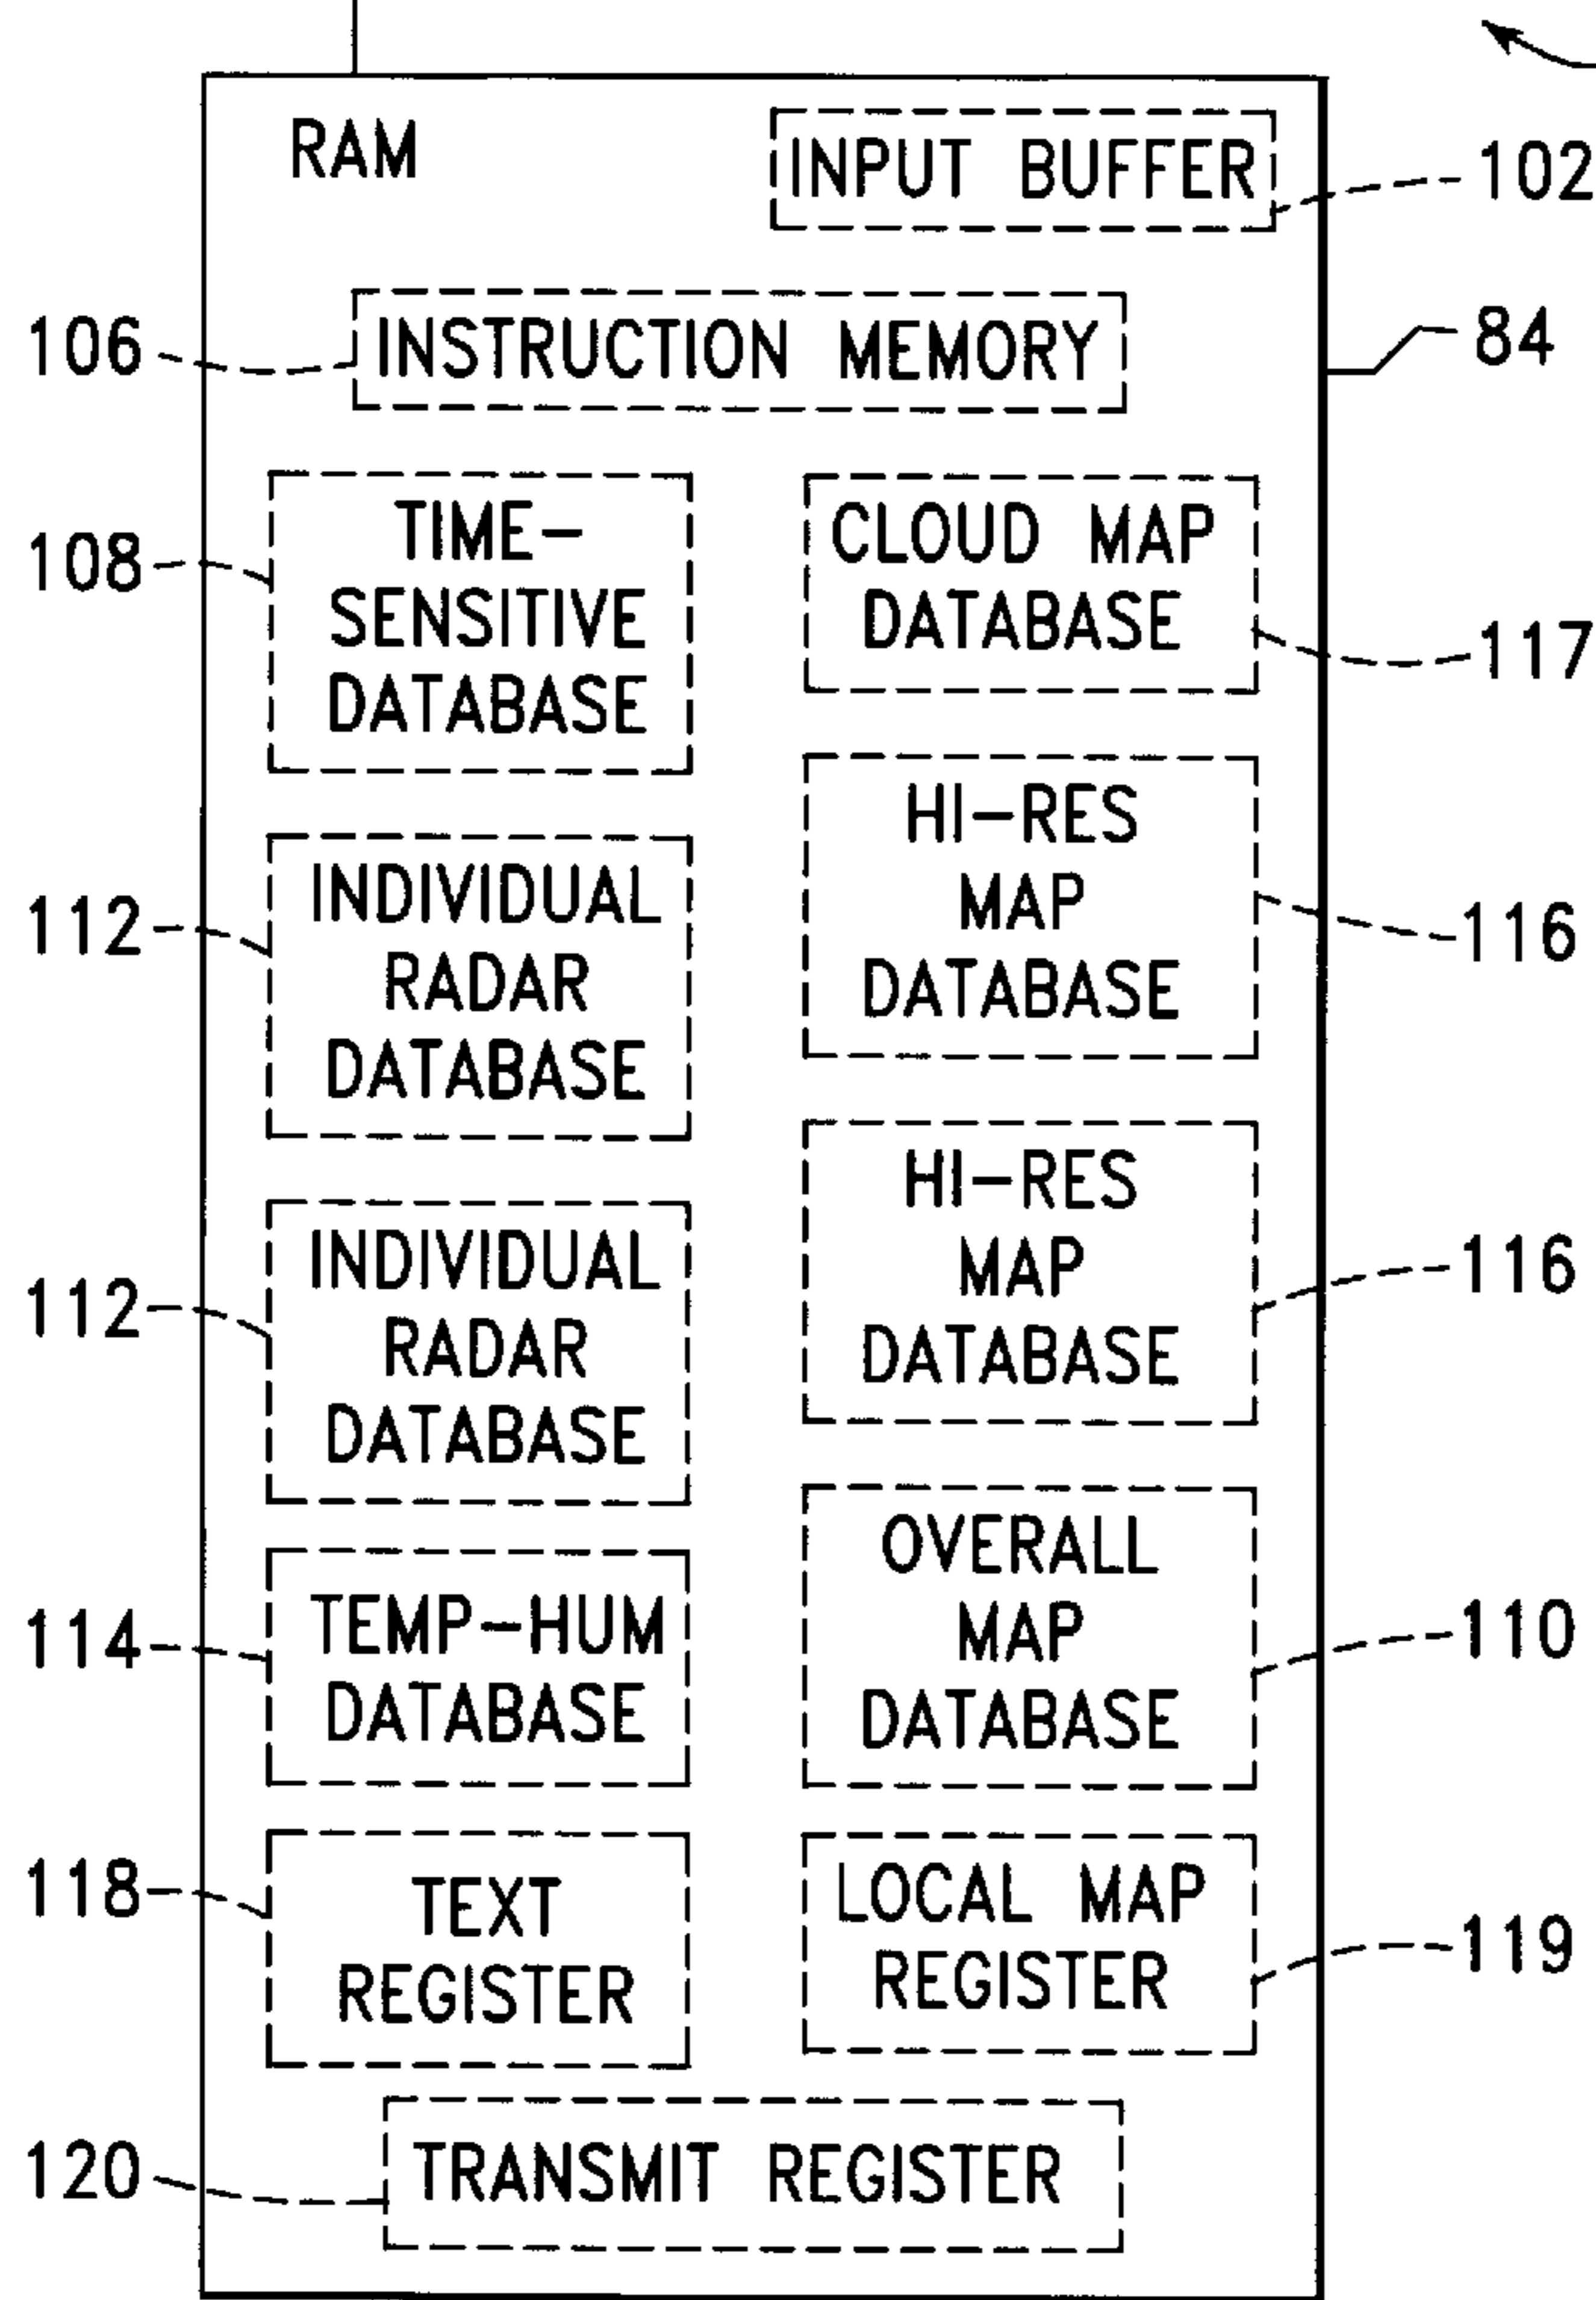 RAM
INPUT BUFFER
102
106
INSTRUCTION MEMORY
84
108
TIME-
SENSITIVE
DATABASE
CLOUD MAP
DATABASE
117
112
INDIVIDUAL
RADAR
DATABASE
HI-RES
MAP
DATABASE
116
112
INDIVIDUAL
RADAR
DATABASE
HI-RES
MAP
DATABASE
116
114
TEMP-HUM
DATABASE
OVERALL
MAP
DATABASE
110
118
TEXT
REGISTER
LOCAL MAP
REGISTER
119
120
TRANSMIT REGISTER